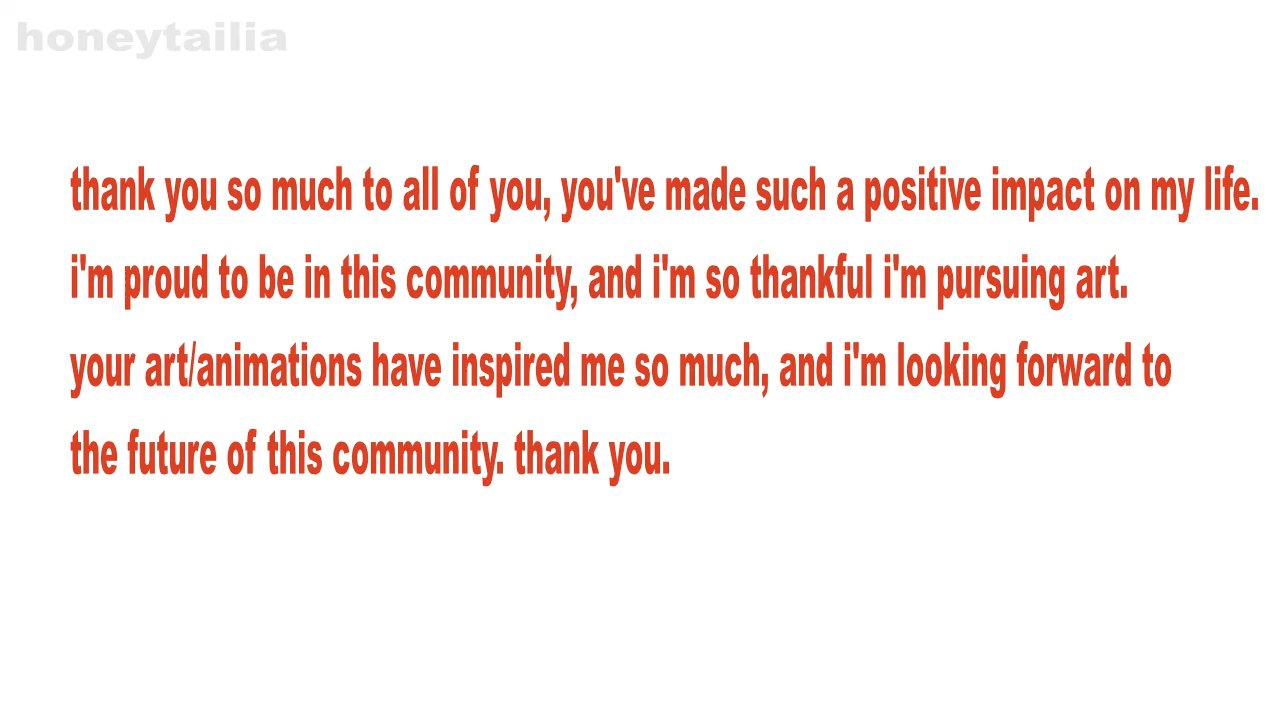 honeytailia
thank you so much to all of you, you've made such a positive impact on my life.
i'm proud to be in this community, and i'm so thankful i'm pursuing art.
your art/animations have inspired me so much, and i'm looking forward to
the future of this community. thank you.